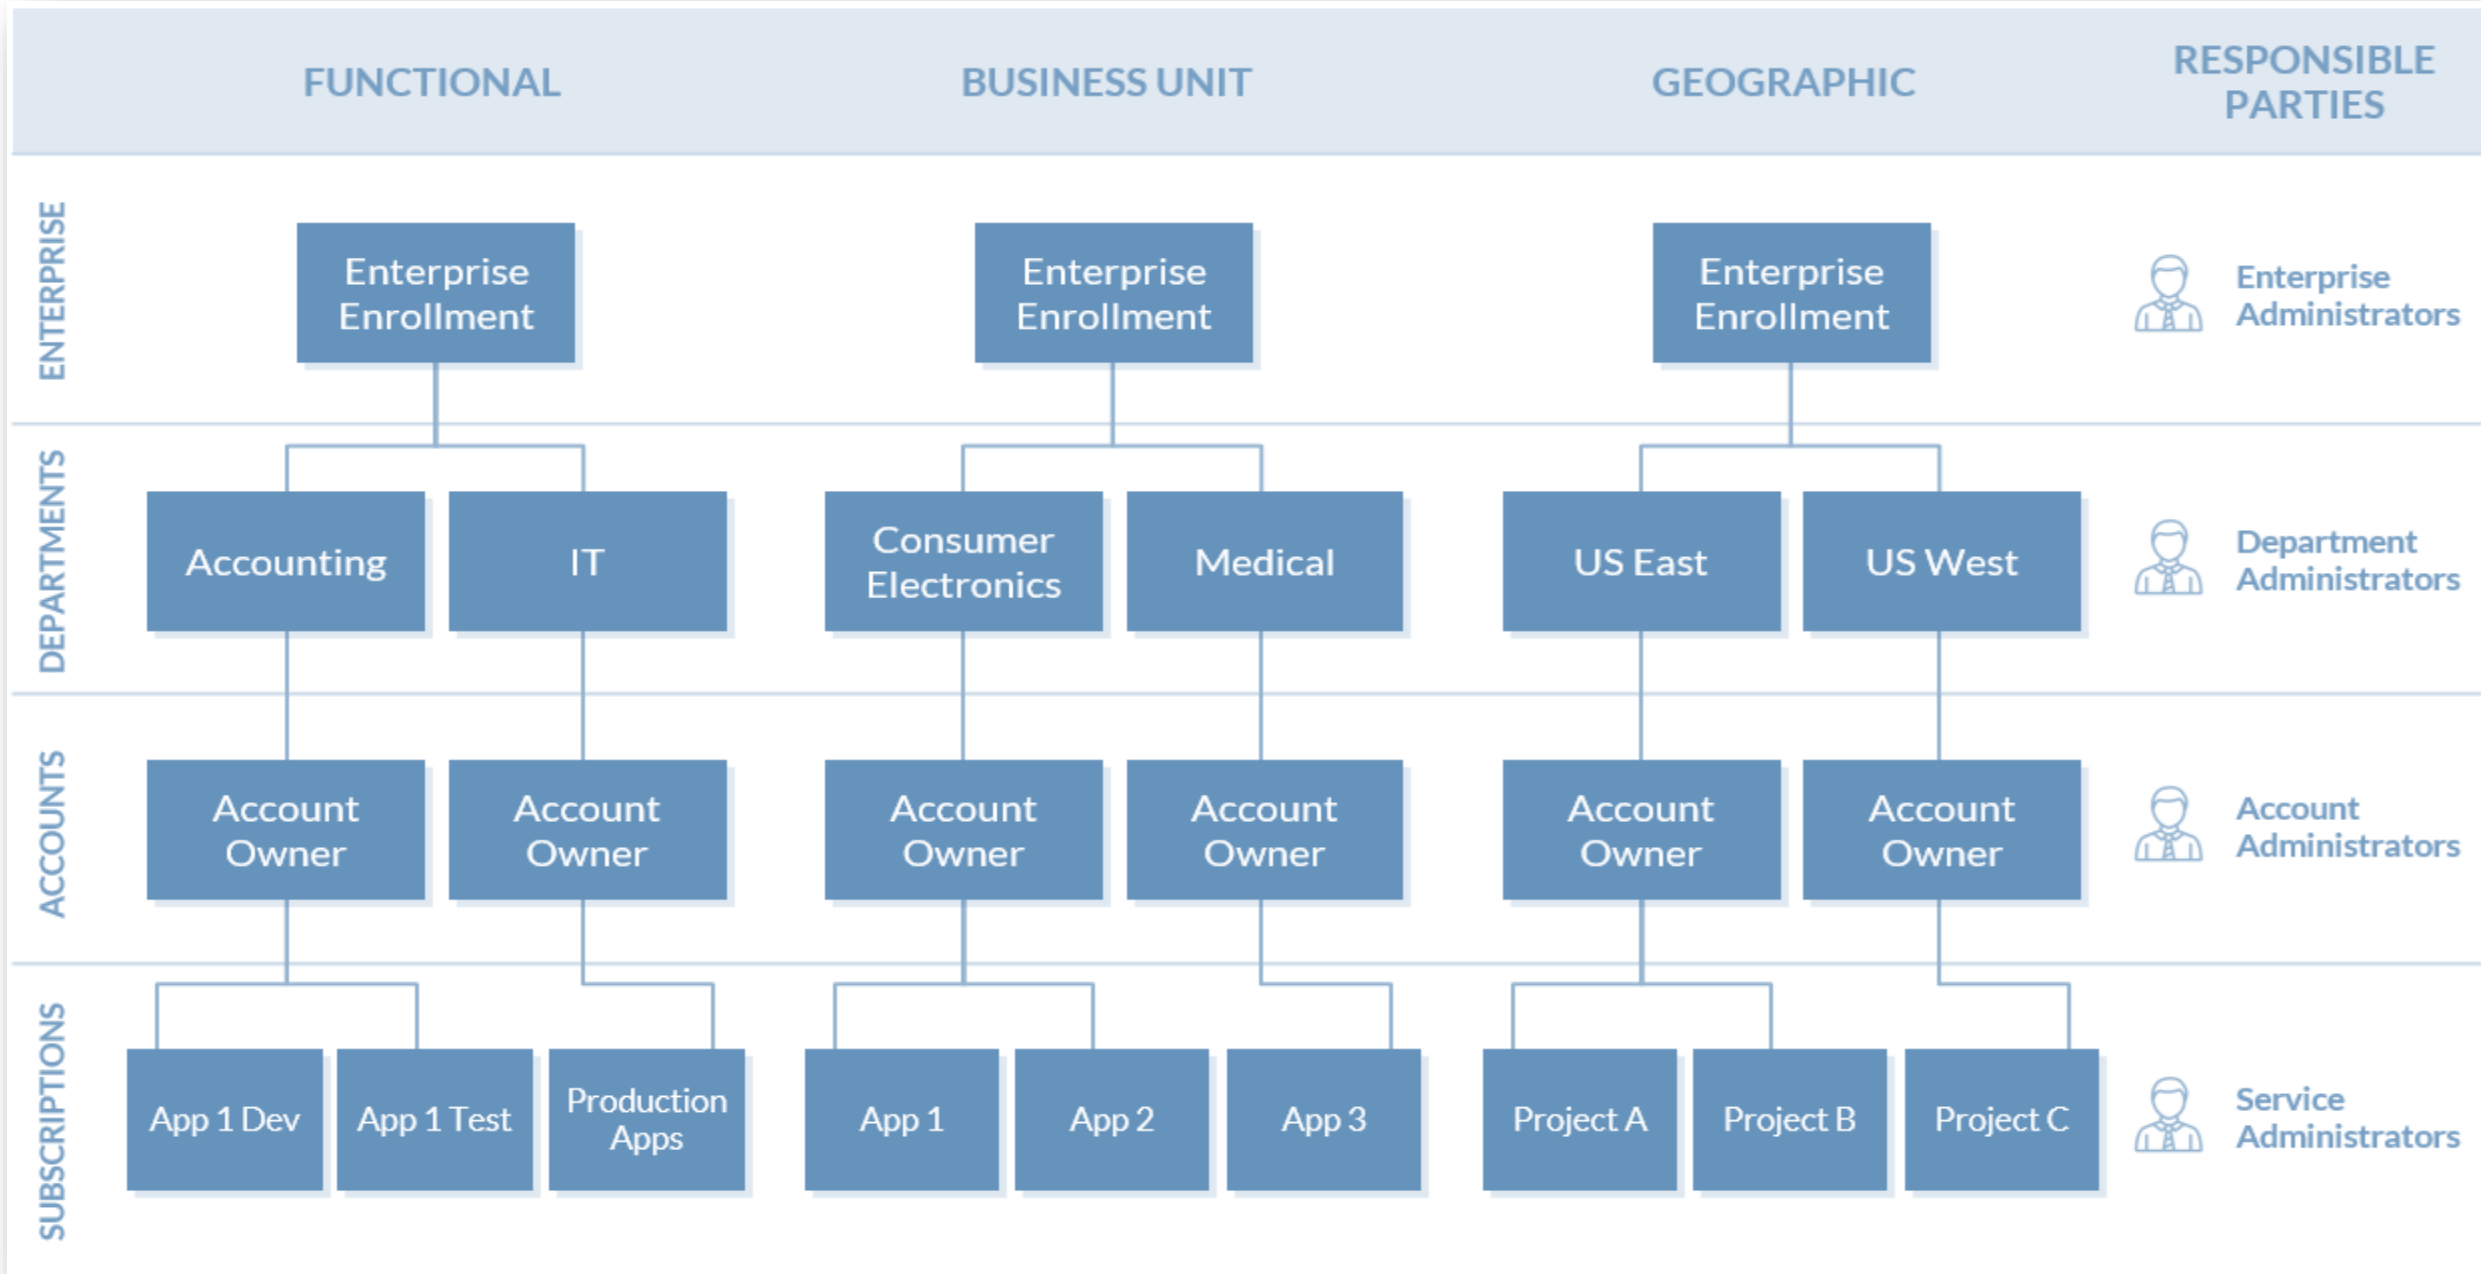 FUNCTIONAL
BUSINESS UNIT
GEOGRAPHIC
RESPONSIBLE
PARTIES
ENTERPRISE
Enterprise
Enrollment
Enterprise
Enrollment
Enterprise
Enrollment
Enterprise
Administrators
DEPARTMENTS
Accounting
IT
Consumer
Electronics
Medical
US East
US West
Department
Administrators
ACCOUNTS
Account
Owner
Account
Owner
Account
Owner
Account
Owner
Account
Owner
Account
Owner
Account
Administrators
SUBSCRIPTIONS
App 1 Dev
App 1 Test
Production
Apps
App 1
App 2
App 3
Project A
Project B
Project C
Service
Administrators